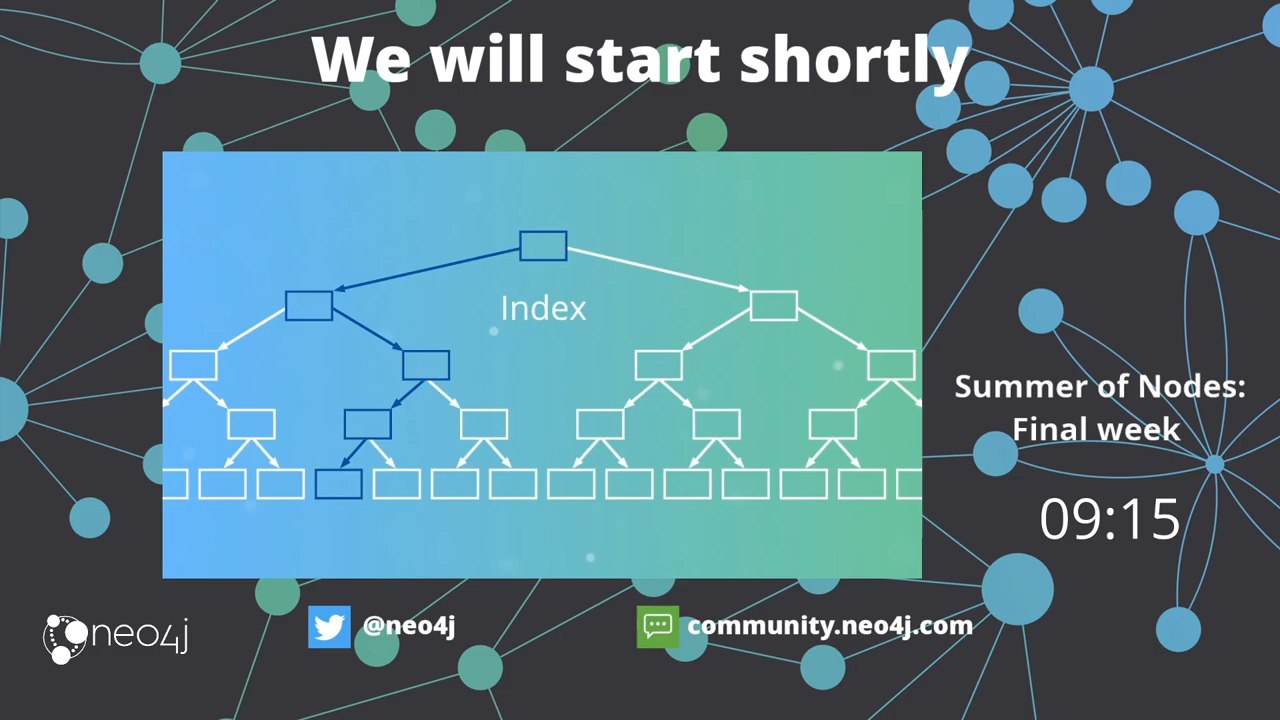 We will start shortly
Index
Summer of Nodes:
Final week
09:15
neo4j
@neo4j
community.neo4j.com